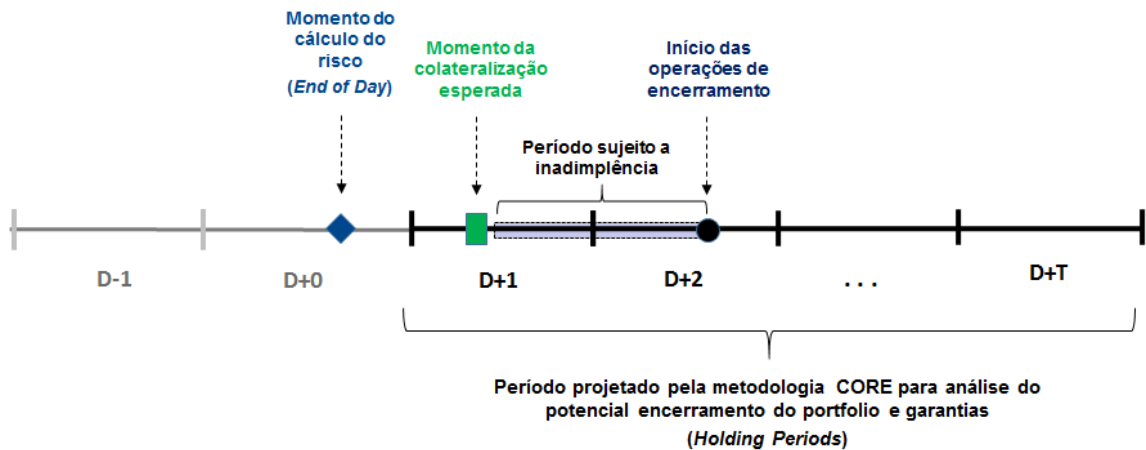 Momento do
cálculo do
risco
(End of Day)
Momento da
colateralização
esperada
Início das
operações de
encerramento
Período sujeito a
inadimplência
D-1
D+0
D+1
D+2
. . .
D+T
Período projetado pela metodologia CORE para análise do
potencial encerramento do portfolio e garantias
(Holding Periods)